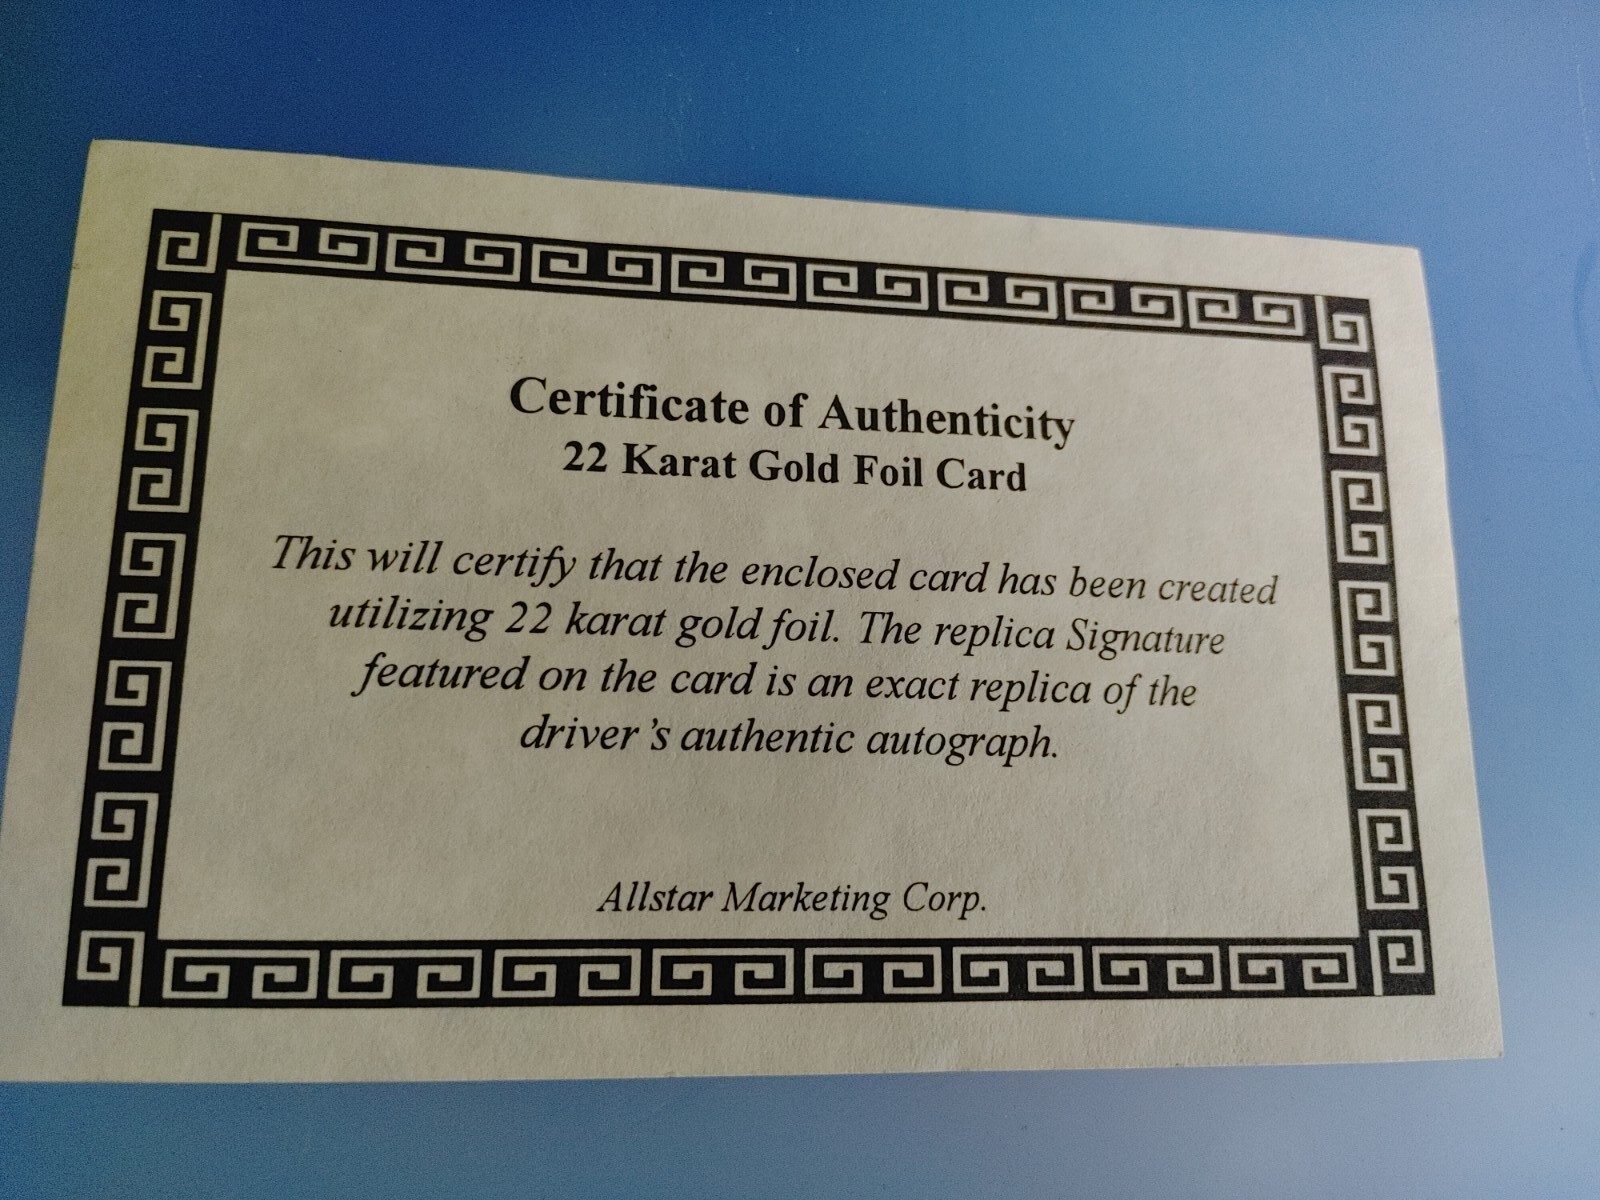 Certificate of Authenticity
22 Karat Gold Foil Card
This will certify that the enclosed card has been created
utilizing 22 karat gold foil. The replica Signature
featured on the card is an exact replica of the
driver's authentic autograph.
Allstar Marketing Corp.